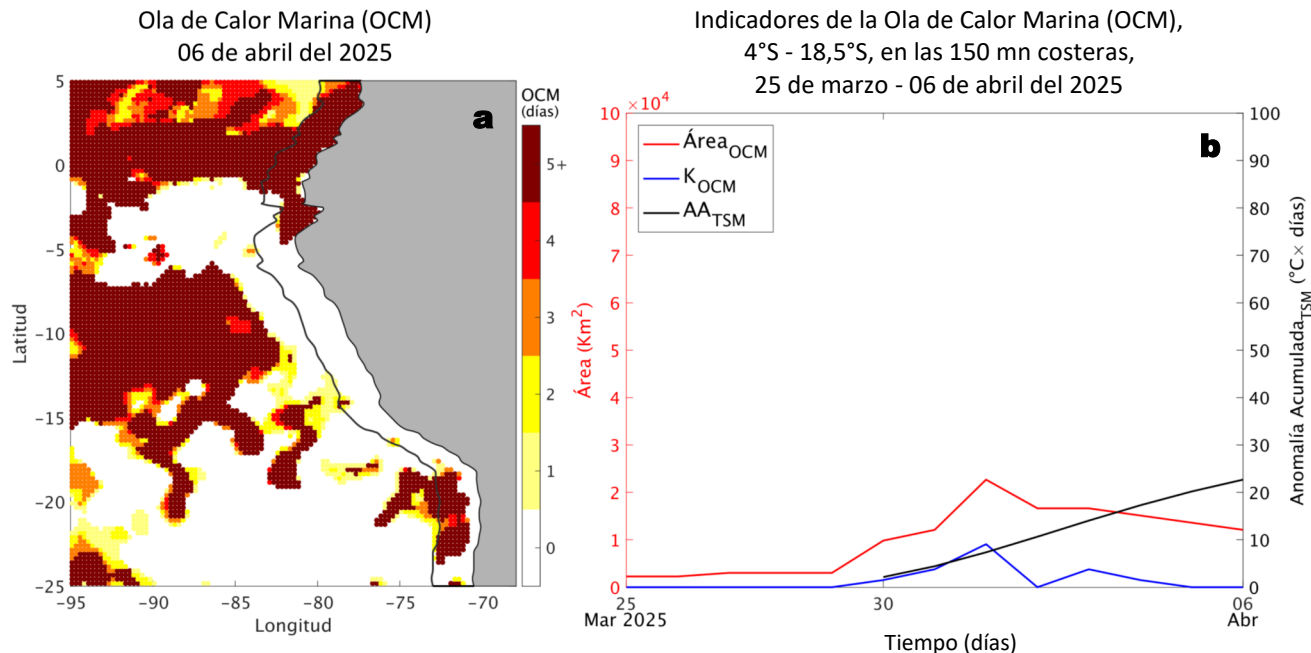 Ola de Calor Marina (OCM)
06 de abril del 2025
a
OCM
(días)
5+
4
3
2
1
0
5
0
−5
−10
−15
−20
−25
Latitud
−95
−90
−85
−80
−75
−70
Longitud
Indicadores de la Ola de Calor Marina (OCM),
4°S - 18,5°S, en las 150 mn costeras,
25 de marzo - 06 de abril del 2025
×10⁴
b
Área_OCM
K_OCM
AA_TSM
10
9
8
7
6
5
4
3
2
1
0
Área (Km²)
100
90
80
70
60
50
40
30
20
10
0
Anomalía Acumulada_TSM (°C× días)
25
Mar 2025
30
06
Abr
Tiempo (días)